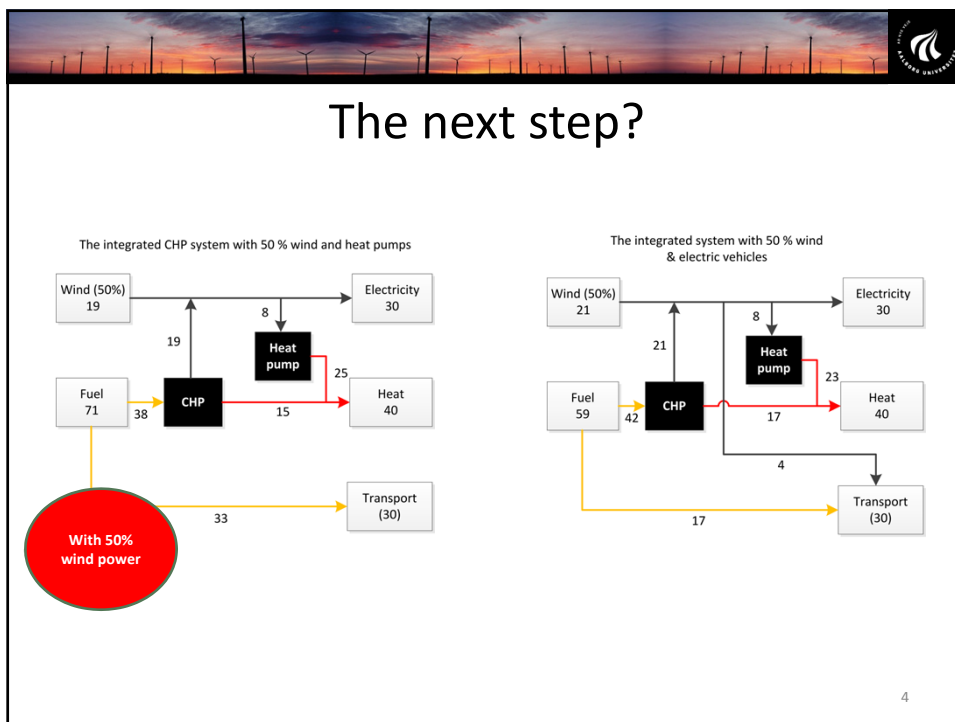 AALBORG UNIVERSITET
The next step?
The integrated CHP system with 50 % wind and heat pumps
Wind (50%)
19
Electricity
30
8
19
Heat
pump
25
Fuel
71
38
CHP
15
Heat
40
33
Transport
(30)
With 50%
wind power
The integrated system with 50 % wind
& electric vehicles
Wind (50%)
21
Electricity
30
8
21
Heat
pump
23
Fuel
59
42
CHP
17
Heat
40
4
17
Transport
(30)
4